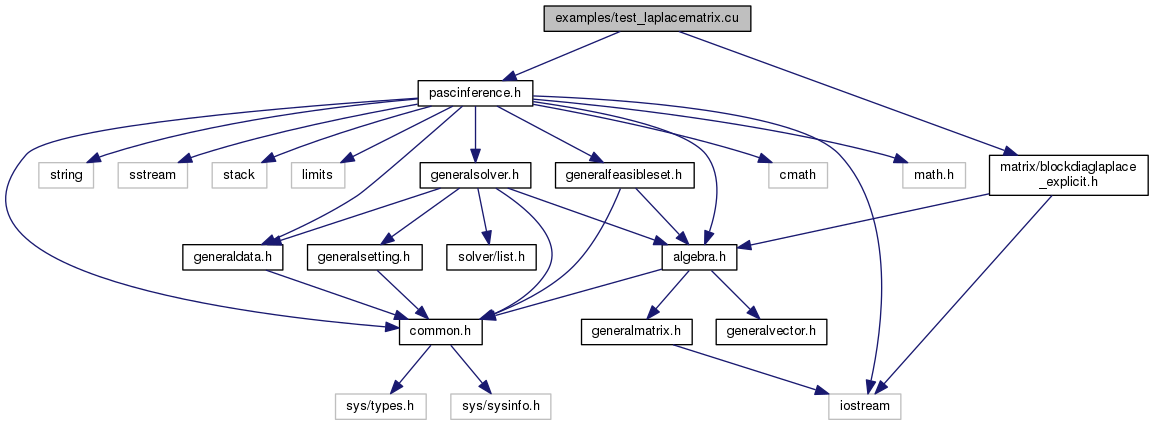 examples/test_laplacematrix.cu
pascinference.h
string
sstream
stack
limits
generalsolver.h
generalfeasibleset.h
cmath
math.h
matrix/blockdiaglaplace
_explicit.h
generaldata.h
generalsetting.h
solver/list.h
algebra.h
common.h
generalmatrix.h
generalvector.h
sys/types.h
sys/sysinfo.h
iostream